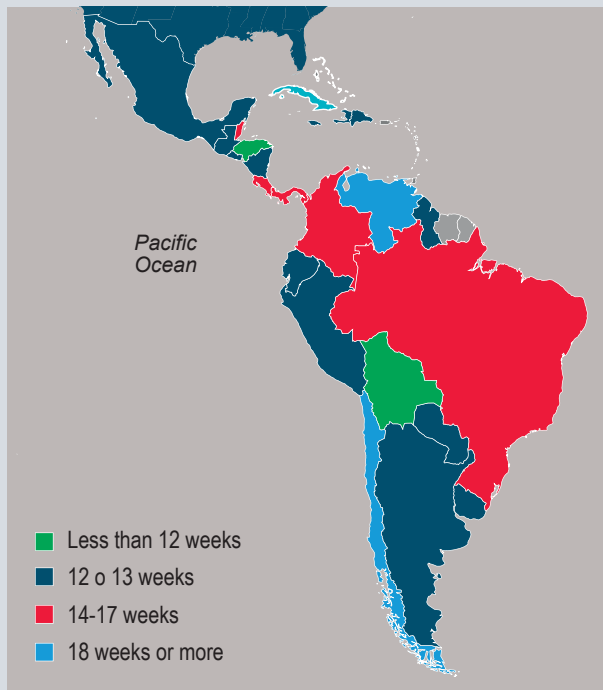 Pacific
Ocean
Less than 12 weeks
12 o 13 weeks
14-17 weeks
18 weeks or more